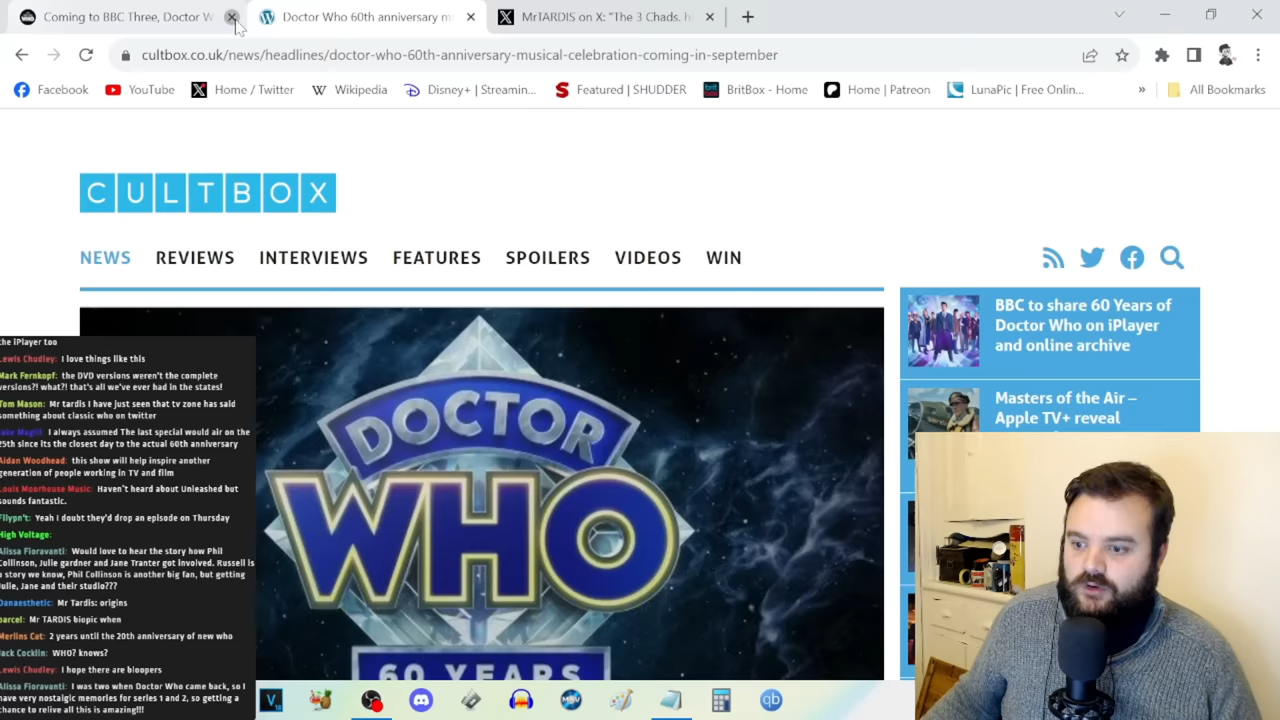 Coming to BBC Three, Doctor W
Doctor Who 60th anniversary m
MrTARDIS on X: "The 3 Chads. h
cultbox.co.uk/news/headlines/doctor-who-60th-anniversary-musical-celebration-coming-in-september
Facebook YouTube Home / Twitter Wikipedia Disney+ | Streamin... Featured | SHUDDER BritBox - Home Home | Patreon LunaPic | Free Onlin... » All Bookmarks
CULTBOX
NEWS REVIEWS INTERVIEWS FEATURES SPOILERS VIDEOS WIN
BBC to share 60 Years of
Doctor Who on iPlayer
and online archive
Masters of the Air –
Apple TV+ reveal
DOCTOR
WHO
60 YEARS
the iPlayer too
Lewis Chudley: I love things like this
Mark Fernkopf: the DVD versions weren't the complete
versions?! what?! that's all we've ever had in the states!
Tom Mason: Mr tardis I have just seen that tv zone has said
something about classic who on twitter
Jake Magill: I always assumed The last special would air on the
25th since its the closest day to the actual 60th anniversary
Aidan Woodhead: this show will help inspire another
generation of people working in TV and film
Louis Moorhouse Music: Haven't heard about Unleashed but
sounds fantastic.
Fllypn't: Yeah I doubt they'd drop an episode on Thursday
High Voltage:
Alissa Fioravanti: Would love to hear the story how Phil
Collinson, Julie gardner and Jane Tranter got involved. Russell is
a story we know, Phil Collinson is another big fan, but getting
Julie, Jane and their studio???
Danaesthetic: Mr Tardis: origins
parcel: Mr TARDIS biopic when
Merlins Cat: 2 years until the 20th anniversary of new who
Jack Cocklin: WHO? knows?
Lewis Chudley: I hope there are bloopers
Alissa Fioravanti: I was two when Doctor Who came back, so I
have very nostalgic memories for series 1 and 2, so getting a
chance to relive all this is amazing!!!